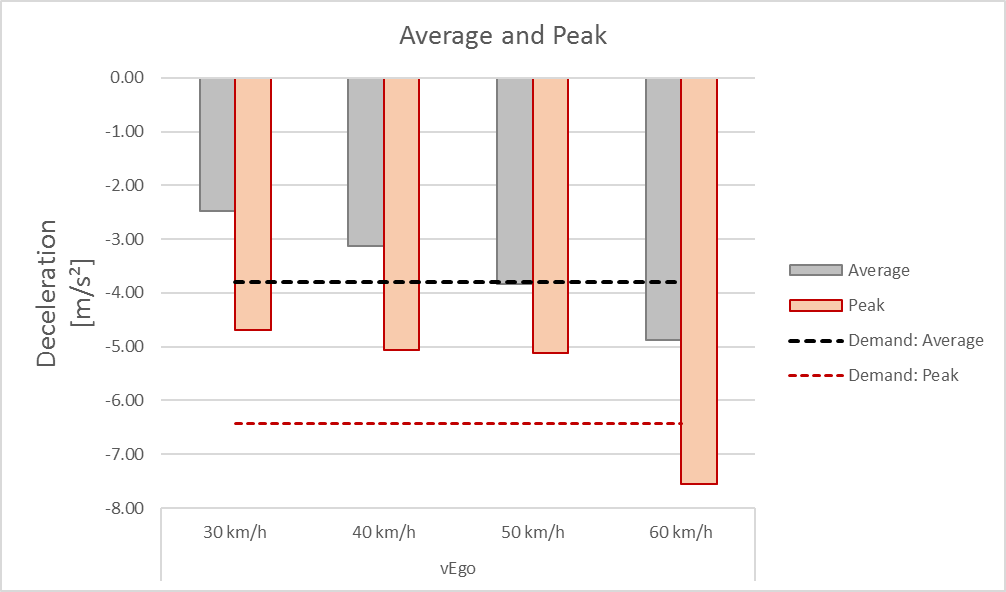 Average and Peak
0.00
-1.00
-2.00
-3.00
-4.00
-5.00
-6.00
-7.00
-8.00
Deceleration
[m/s²]
30 km/h
40 km/h
50 km/h
60 km/h
vEgo
Average
Peak
Demand: Average
Demand: Peak